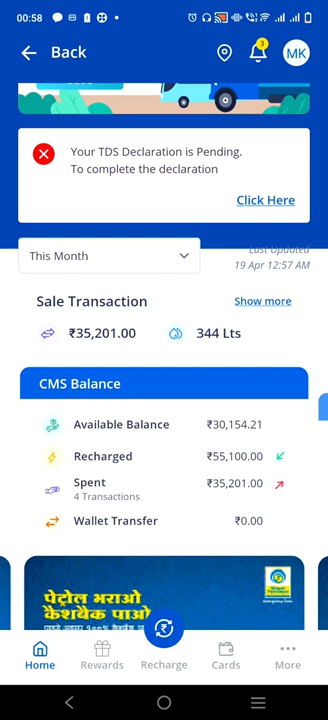 00:58
Back
3
MK
Your TDS Declaration is Pending.
To complete the declaration
Click Here
This Month
Last Updated
19 Apr 12:57 AM
Sale Transaction
Show more
₹35,201.00
344 Lts
CMS Balance
Available Balance ₹30,154.21
Recharged ₹55,100.00
Spent ₹35,201.00
4 Transactions
Wallet Transfer ₹0.00
पेट्रोल भराओ
कैशबैक पाओ
₹
Home
Rewards
Recharge
Cards
More